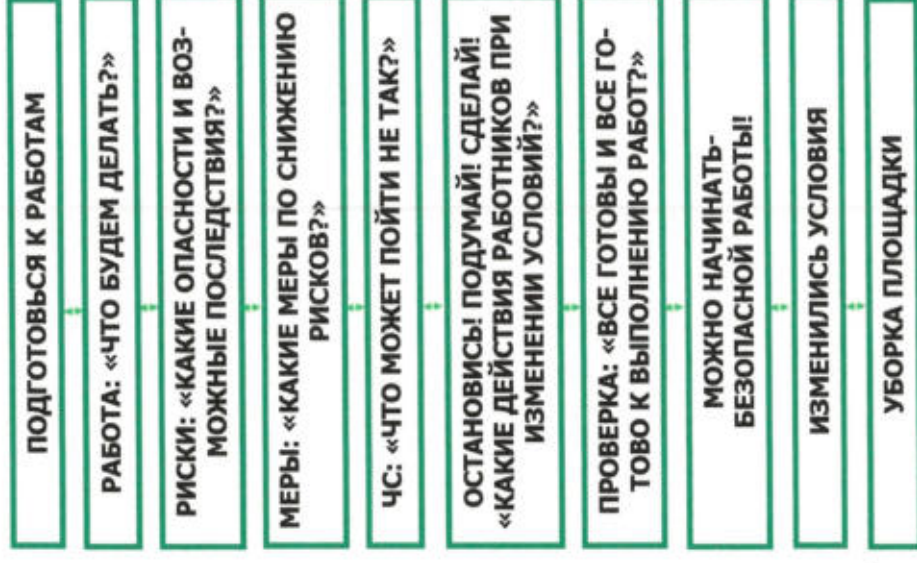 ПОДГОТОВЬСЯ К РАБОТАМ
РАБОТА: «ЧТО БУДЕМ ДЕЛАТЬ?»
РИСКИ: «КАКИЕ ОПАСНОСТИ И ВОЗ-
МОЖНЫЕ ПОСЛЕДСТВИЯ?»
МЕРЫ: «КАКИЕ МЕРЫ ПО СНИЖЕНИЮ
РИСКОВ?»
ЧС: «ЧТО МОЖЕТ ПОЙТИ НЕ ТАК?»
ОСТАНОВИСЬ! ПОДУМАЙ! СДЕЛАЙ!
«КАКИЕ ДЕЙСТВИЯ РАБОТНИКОВ ПРИ
ИЗМЕНЕНИИ УСЛОВИЙ?»
ПРОВЕРКА: «ВСЕ ГОТОВЫ И ВСЕ ГО-
ТОВО К ВЫПОЛНЕНИЮ РАБОТ?»
МОЖНО НАЧИНАТЬ-
БЕЗОПАСНОЙ РАБОТЫ!
ИЗМЕНИЛИСЬ УСЛОВИЯ
УБОРКА ПЛОЩАДКИ